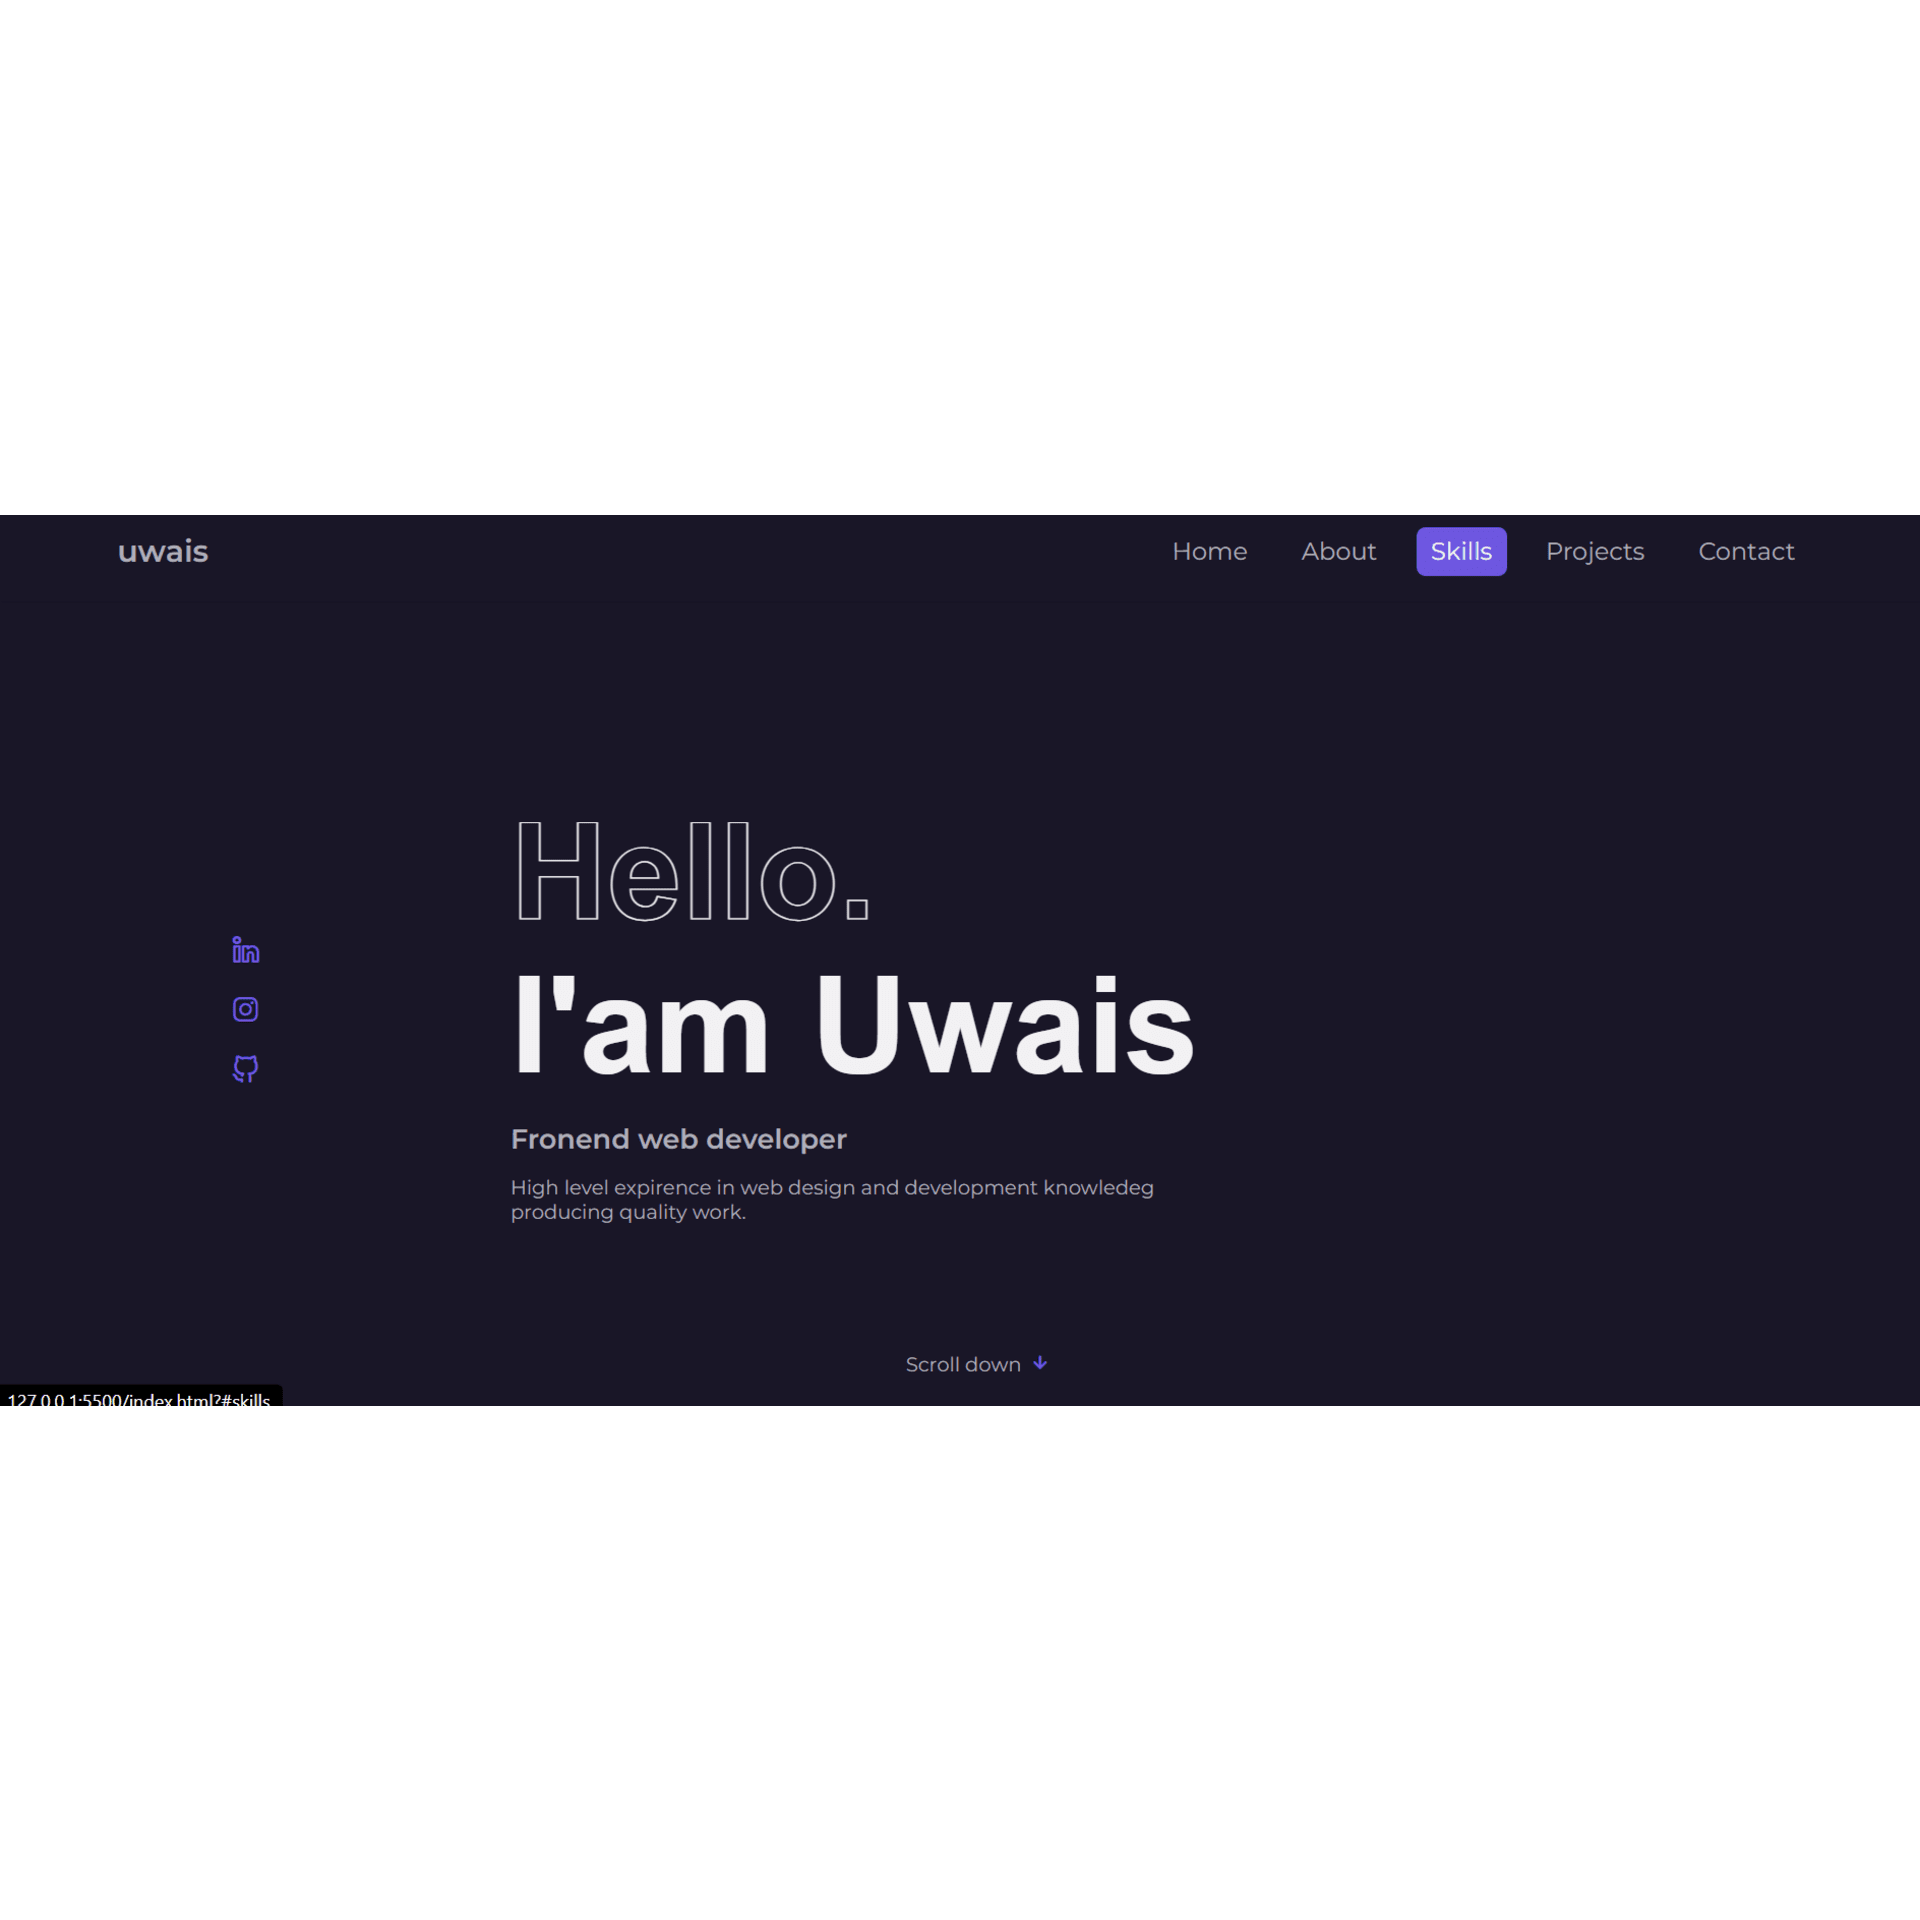 uwais
Home About Skills Projects Contact
Hello.
I'am Uwais
Fronend web developer
High level expirence in web design and development knowledeg
producing quality work.
Scroll down
127.0.0.1:5500/index.html?#skills